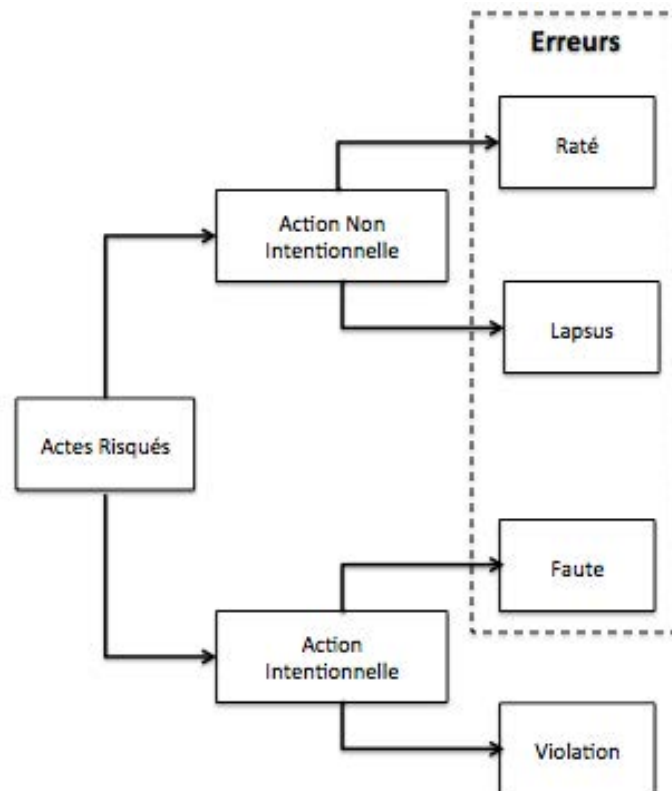 Erreurs
Raté
Action Non
Intentionnelle
Lapsus
Actes Risqués
Faute
Action
Intentionnelle
Violation